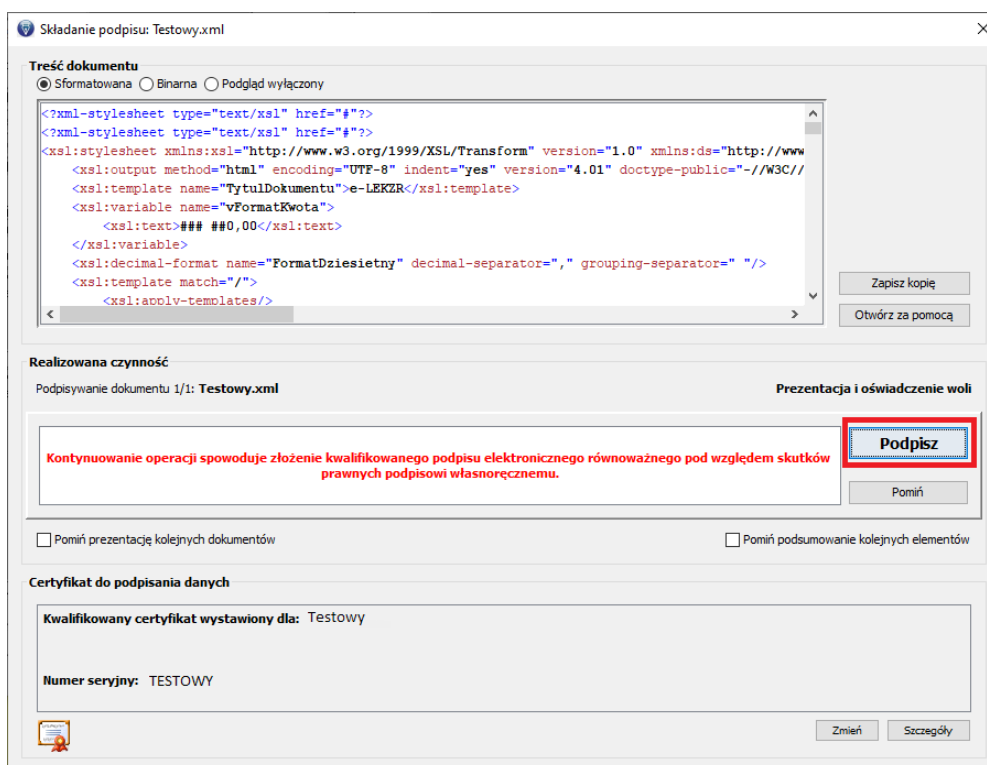 Składanie podpisu: Testowy.xml
Treść dokumentu
Sformatowana Binarna Podgląd wyłączony
<?xml-stylesheet type="text/xsl" href="#"?>
<?xml-stylesheet type="text/xsl" href="#"?>
<xsl:stylesheet xmlns:xsl="http://www.w3.org/1999/XSL/Transform" version="1.0" xmlns:ds="http://www
<xsl:output method="html" encoding="UTF-8" indent="yes" version="4.01" doctype-public="-//W3C//
<xsl:template name="TytulDokumentu">e-LEKZR</xsl:template>
<xsl:variable name="vFormatKwota">
<xsl:text>### ##0,00</xsl:text>
</xsl:variable>
<xsl:decimal-format name="FormatDziesietny" decimal-separator="," grouping-separator=" "/>
<xsl:template match="/">
<xsl:apply-templates/>
Zapisz kopię
Otwórz za pomocą
Realizowana czynność
Podpisywanie dokumentu 1/1: Testowy.xml Prezentacja i oświadczenie woli
Kontynuowanie operacji spowoduje złożenie kwalifikowanego podpisu elektronicznego równoważnego pod względem skutków
prawnych podpisowi własnoręcznemu.
Podpisz
Pomiń
Pomiń prezentację kolejnych dokumentów Pomiń podsumowanie kolejnych elementów
Certyfikat do podpisania danych
Kwalifikowany certyfikat wystawiony dla: Testowy
Numer seryjny: TESTOWY
Zmień Szczegóły